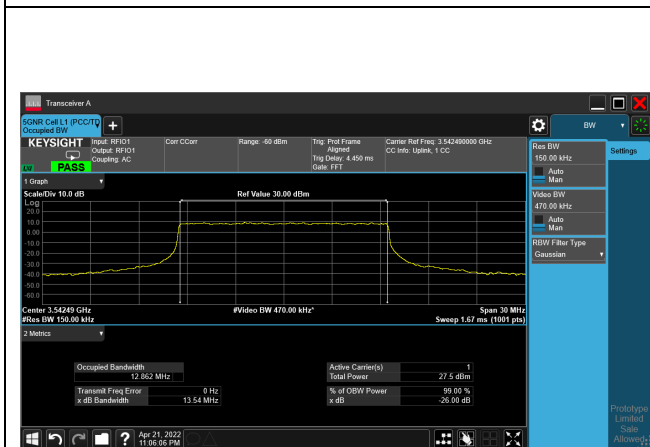 Transceiver A
5GNR Cell L1 (PCC/TD
Occupied BW
BW
KEYSIGHT
Input: RFIO1
Output: RFIO1
Coupling: AC
Corr CCorr
Range: -60 dBm
Trig: Prot Frame
Aligned
Trig Delay: 4.450 ms
Gate: FFT
Carrier Ref Freq: 3.542490000 GHz
CC Info: Uplink, 1 CC
PASS
Res BW
150.00 kHz
Auto
Man
Video BW
470.00 kHz
Auto
Man
RBW Filter Type
Gaussian
Settings
1 Graph
Scale/Div 10.0 dB
Ref Value 30.00 dBm
Log
20.0
10.0
0.00
-10.0
-20.0
-30.0
-40.0
-50.0
-60.0
Center 3.54249 GHz
#Video BW 470.00 kHz*
Span 30 MHz
#Res BW 150.00 kHz
Sweep 1.67 ms (1001 pts)
2 Metrics
Occupied Bandwidth
12.862 MHz
Active Carrier(s) 1
Total Power 27.5 dBm
Transmit Freq Error 0 Hz
x dB Bandwidth 13.54 MHz
% of OBW Power 99.00 %
x dB -26.00 dB
Apr 21, 2022
11:06:06 PM
Prototype
Limited
Sale
Allowed